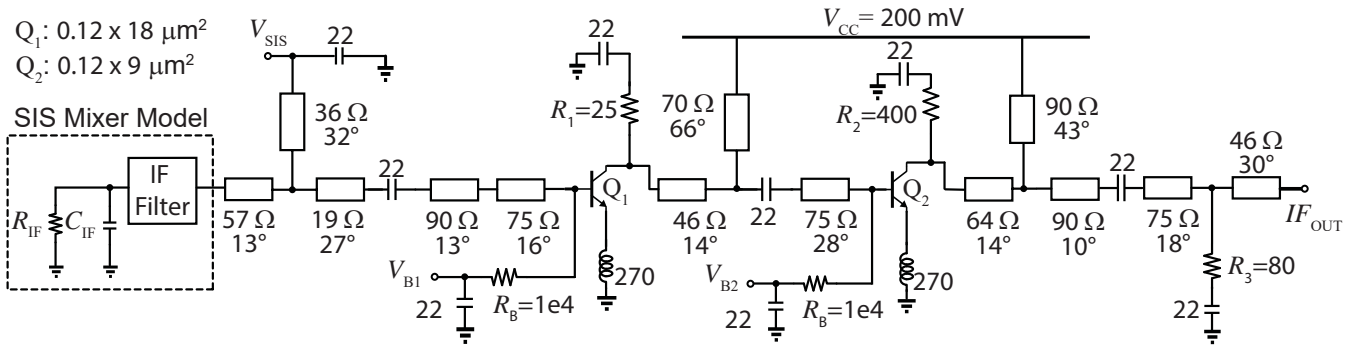 Q1: 0.12 x 18 µm²
Q2: 0.12 x 9 µm²
SIS Mixer Model
RIF
CIF
IF
Filter
57 Ω
13°
VSIS
22
36 Ω
32°
19 Ω
27°
22
90 Ω
13°
75 Ω
16°
VB1
22
RB=1e4
22
R1=25
Q1
270
46 Ω
14°
VCC= 200 mV
70 Ω
66°
22
75 Ω
28°
VB2
22
RB=1e4
22
R2=400
Q2
270
64 Ω
14°
90 Ω
43°
90 Ω
10°
22
75 Ω
18°
46 Ω
30°
IFOUT
R3=80
22